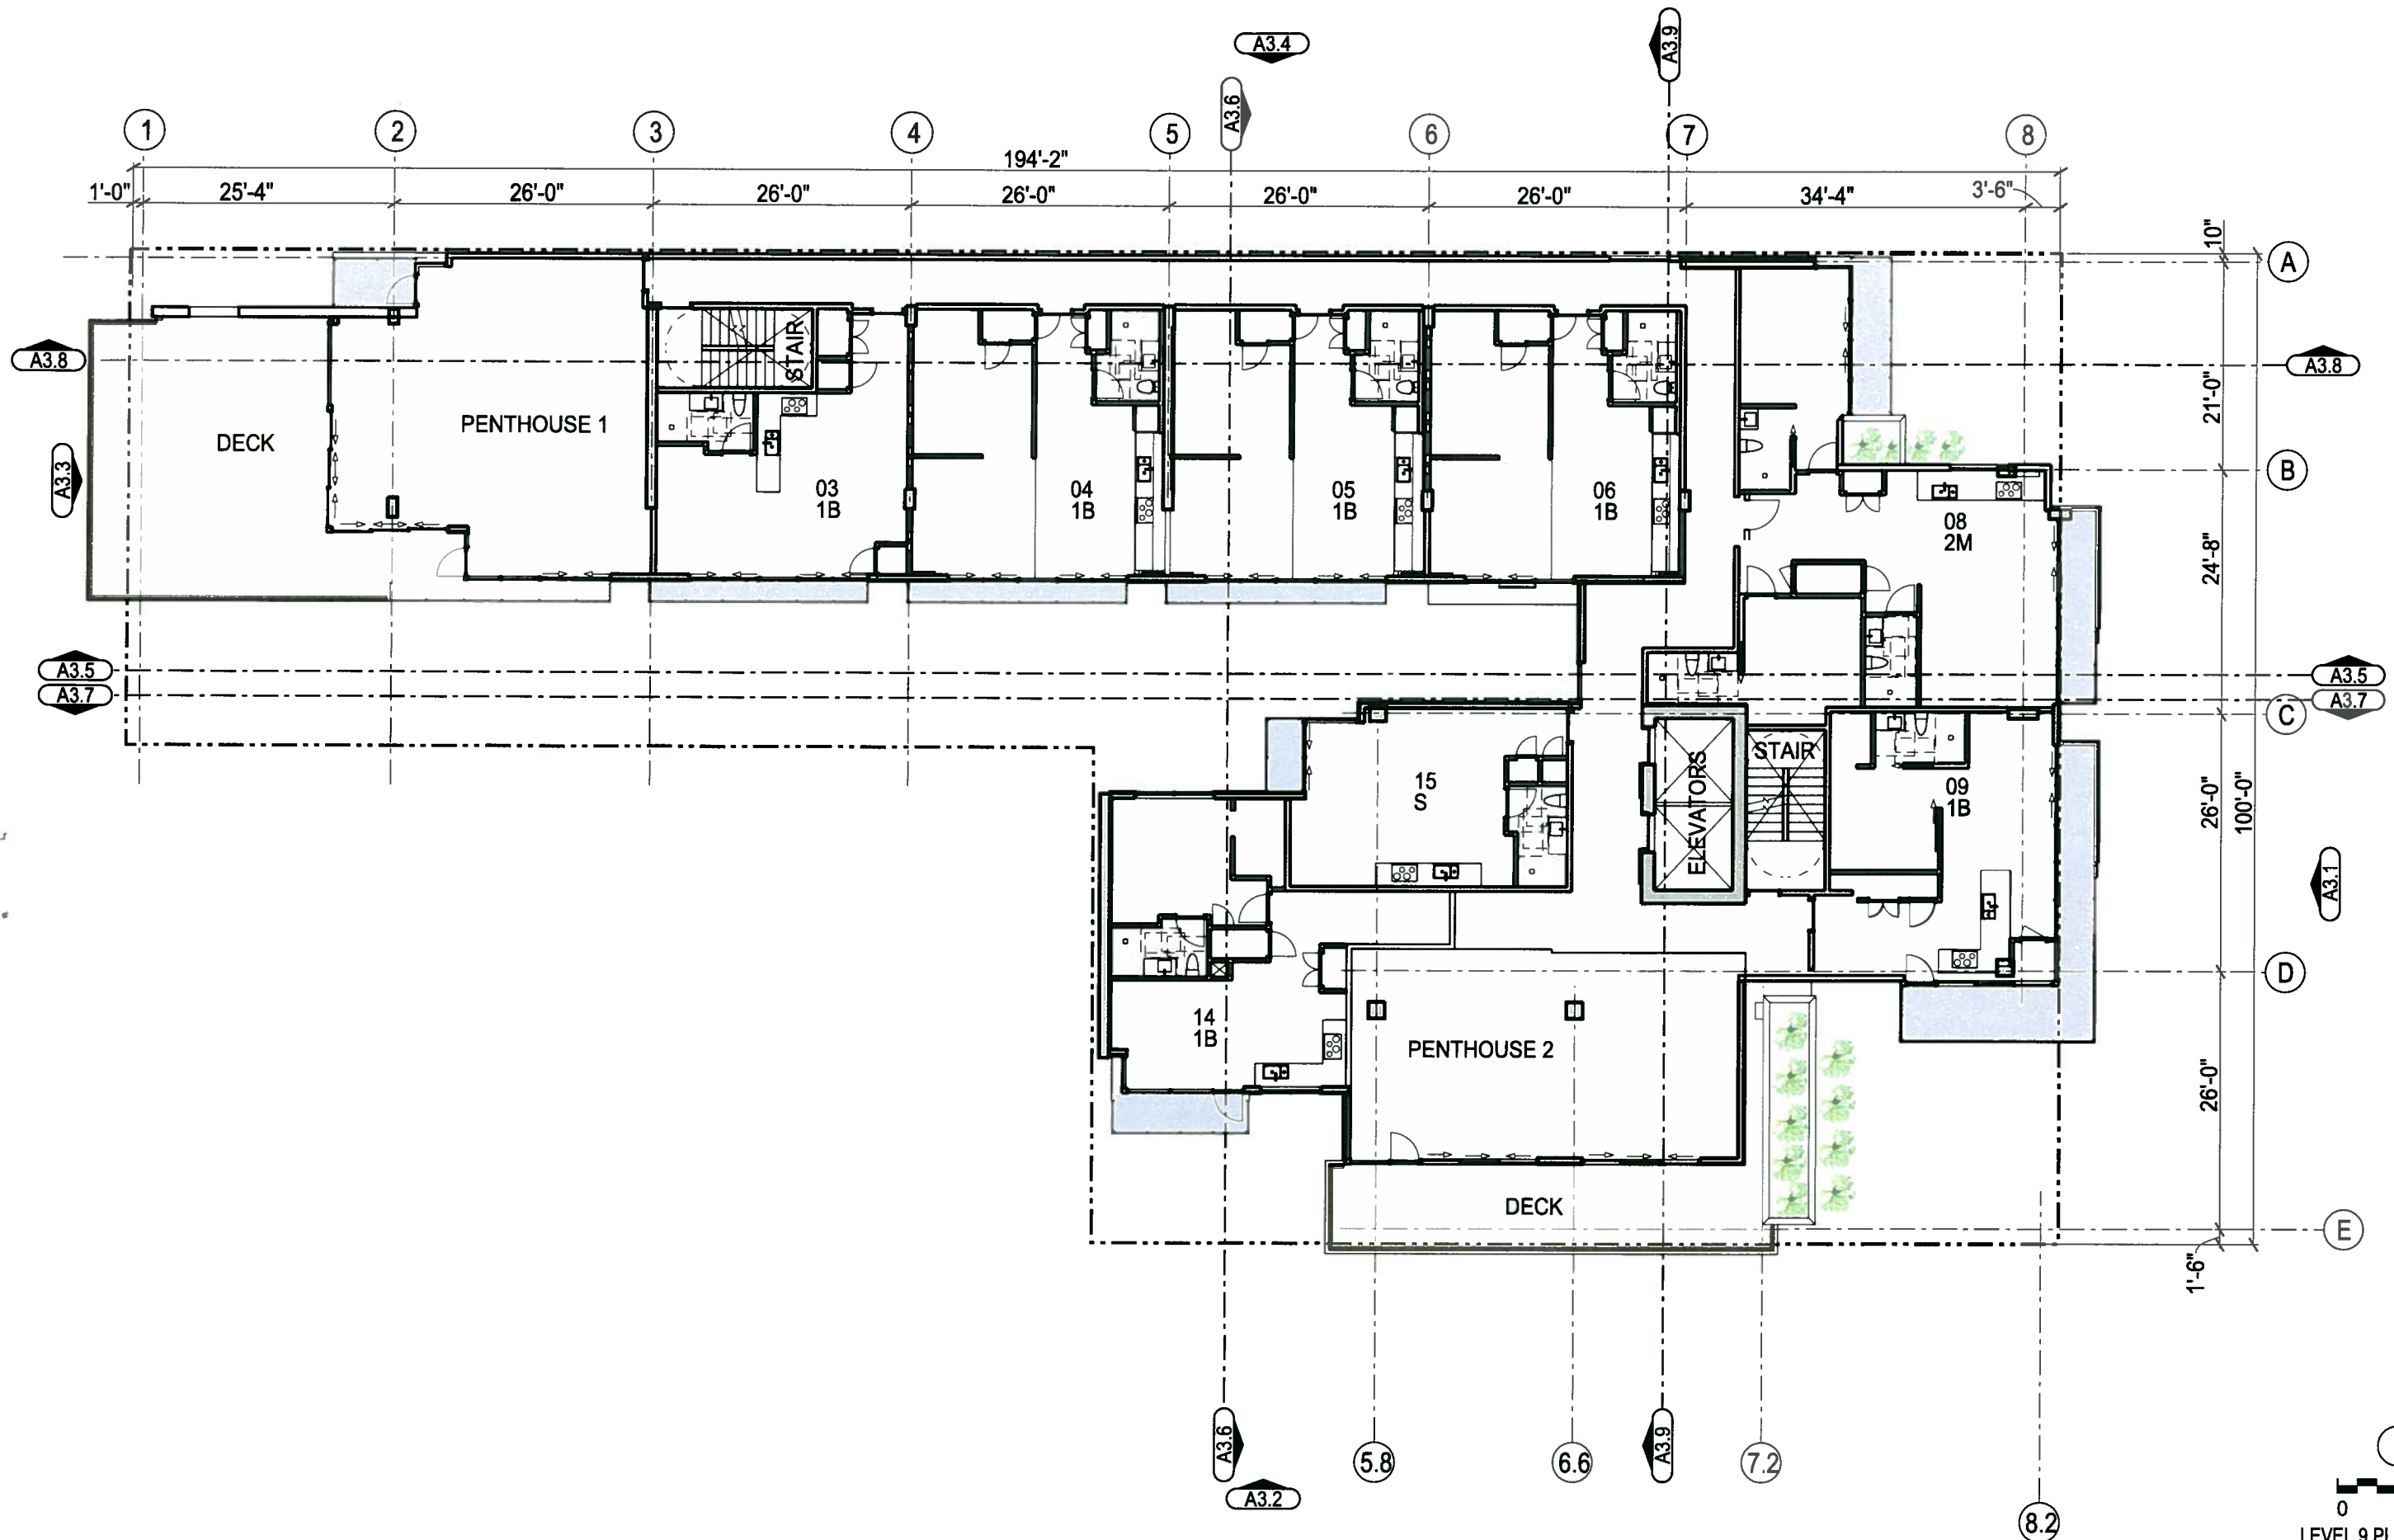 A3.4
A3.9
A3.6
1
2
3
4
5
6
7
8
194'-2"
1'-0"
25'-4"
26'-0"
26'-0"
26'-0"
26'-0"
26'-0"
34'-4"
3'-6"
10"
A
A3.8
STAIR
A3.8
21'-0"
DECK
PENTHOUSE 1
A3.3
B
03
1B
04
1B
05
1B
06
1B
08
2M
24'-8"
A3.5
A3.5
A3.7
A3.7
C
STAIR
ELEVATORS
15
S
09
1B
26'-0"
100'-0"
A3.1
D
14
1B
PENTHOUSE 2
26'-0"
DECK
E
1'-6"
A3.6
5.8
6.6
A3.9
7.2
A3.2
8.2
0